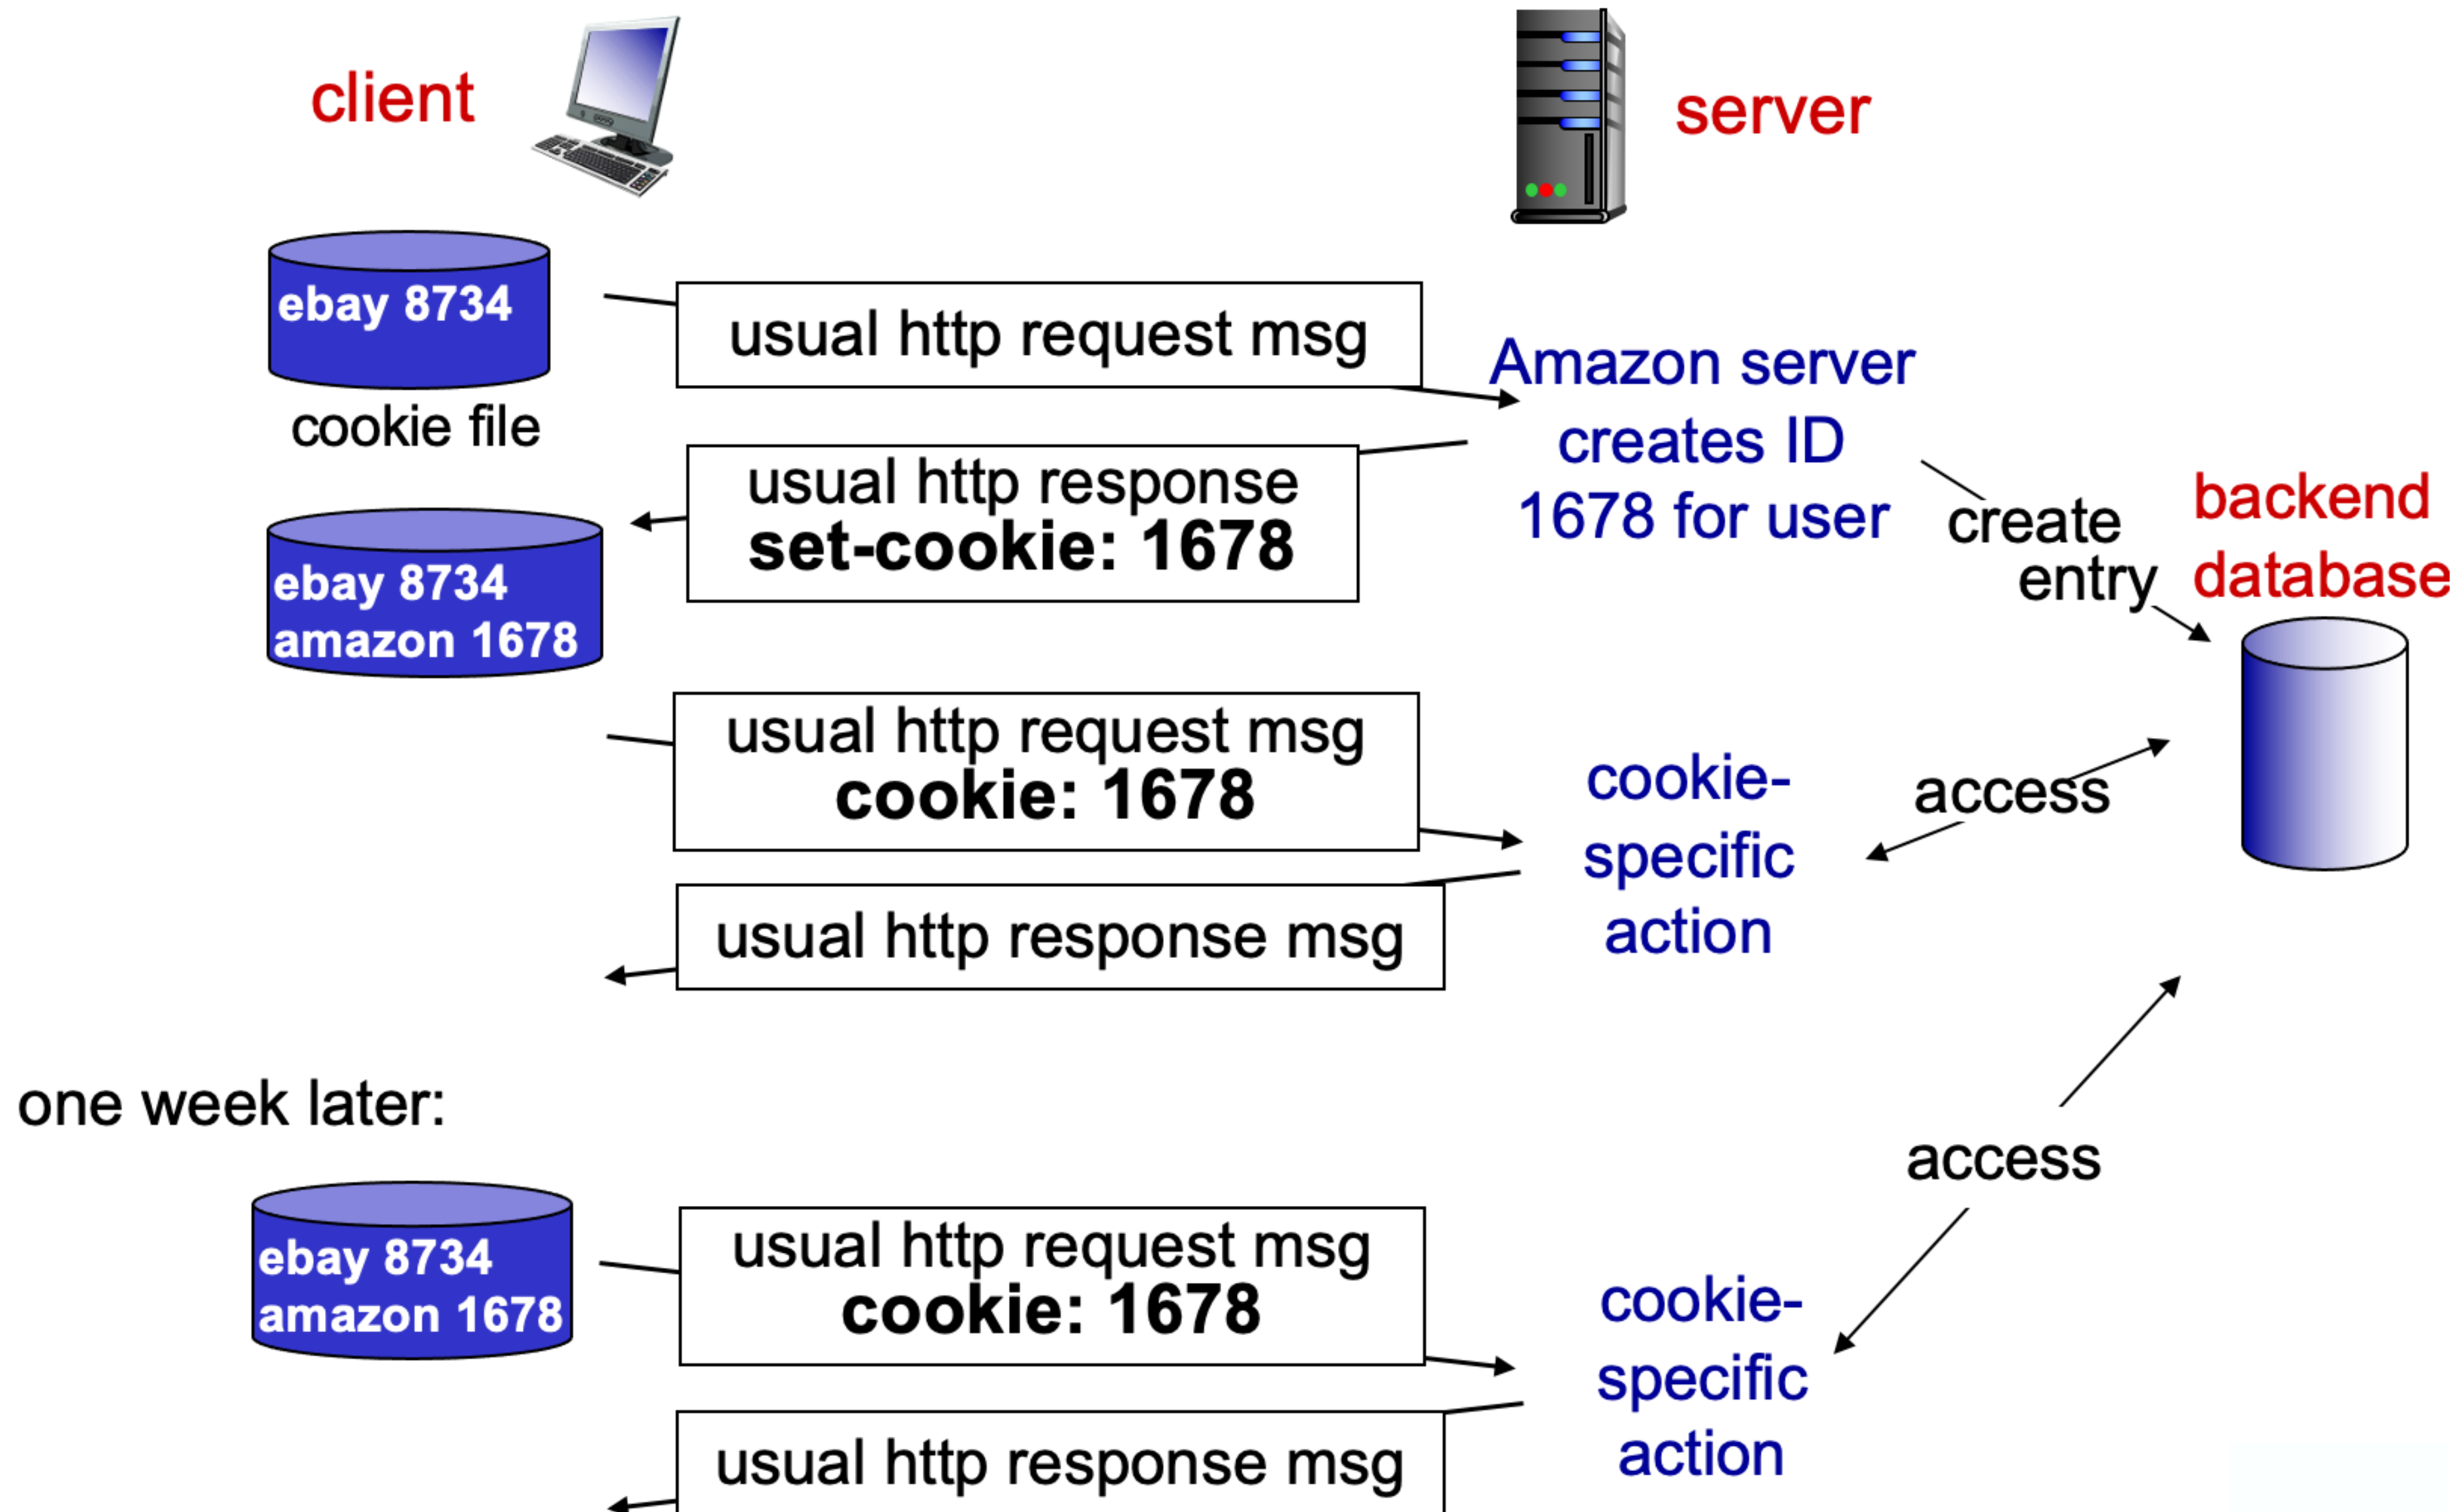 client
server
ebay 8734
cookie file
usual http request msg
Amazon server
creates ID
1678 for user
usual http response
set-cookie: 1678
create
entry
backend
database
ebay 8734
amazon 1678
usual http request msg
cookie: 1678
cookie-
specific
action
access
usual http response msg
one week later:
access
ebay 8734
amazon 1678
usual http request msg
cookie: 1678
cookie-
specific
action
usual http response msg